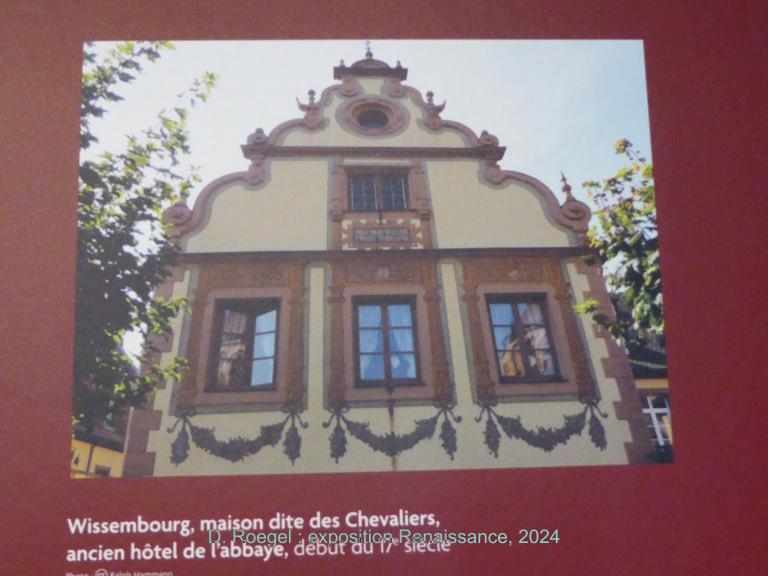 Wissembourg, maison dite des Chevaliers,
D. Roegel : exposition Renaissance, 2024
ancien hôtel de l'abbaye, début du 17e siècle
Photo : cc Ralph Hammann